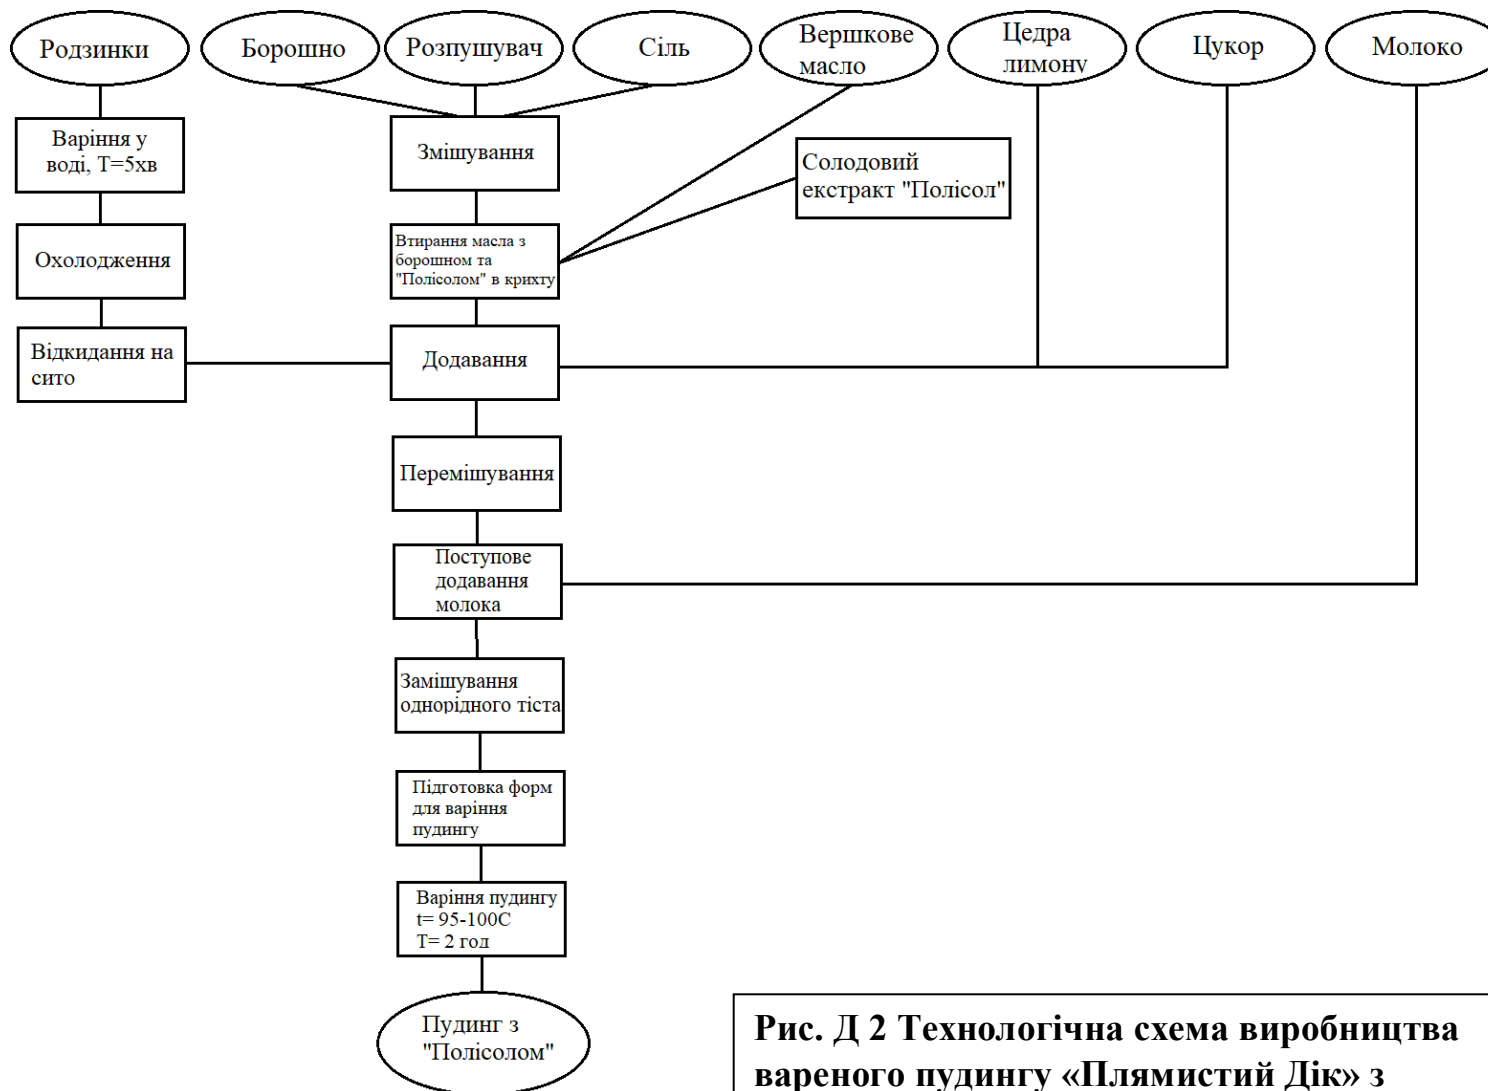 Родзинки
Борошно
Розпушувач
Сіль
Вершкове
масло
Цедра
лимону
Цукор
Молоко
Варіння у
воді, Т=5хв
Змішування
Солодовий
екстракт "Полісол"
Охолодження
Втирання масла з
борошном та
"Полісолом" в крихту
Відкидання на
сито
Додавання
Перемішування
Поступове
додавання
молока
Замішування
однорідного тіста
Підготовка форм
для варіння
пудингу
Варіння пудингу
t= 95-100С
Т= 2 год
Пудинг з
"Полісолом"
Рис. Д 2 Технологічна схема виробництва
вареного пудингу «Плямистий Дік» з